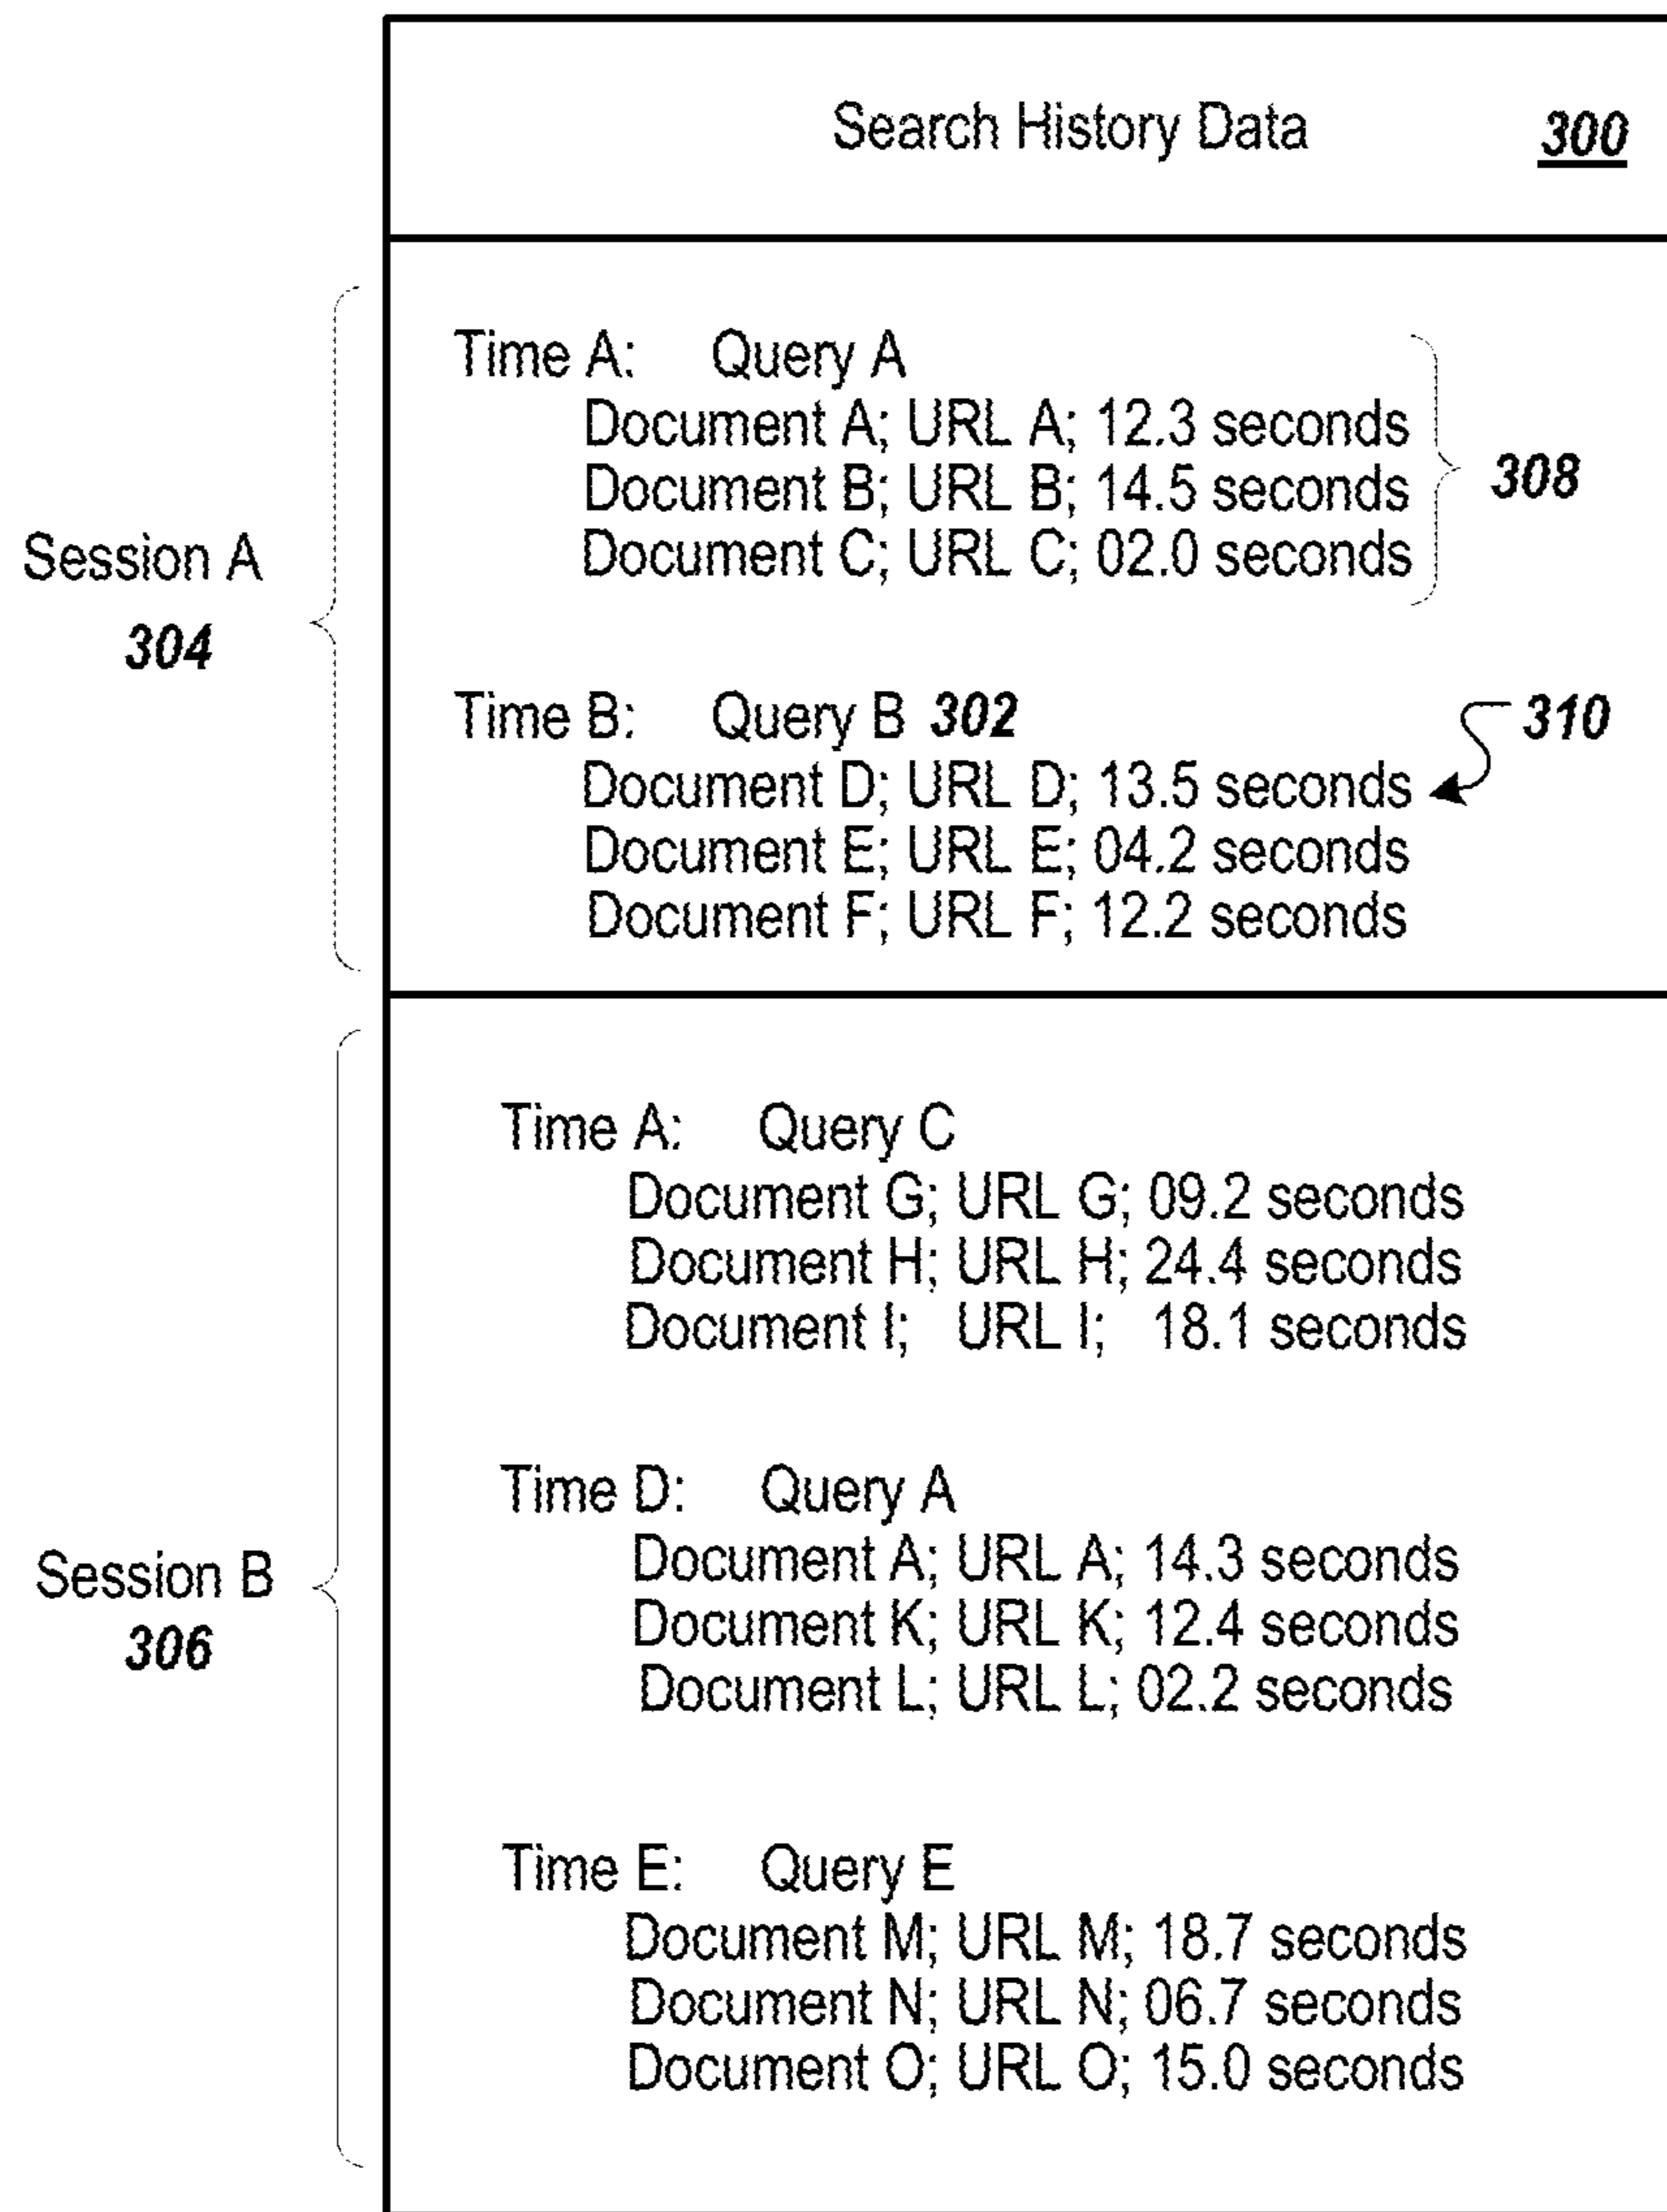 Search History Data 300
Session A
304
Time A: Query A
Document A; URL A; 12.3 seconds
Document B; URL B; 14.5 seconds
Document C; URL C; 02.0 seconds
308
Time B: Query B 302
310
Document D; URL D; 13.5 seconds
Document E; URL E; 04.2 seconds
Document F; URL F; 12.2 seconds
Session B
306
Time A: Query C
Document G; URL G; 09.2 seconds
Document H; URL H; 24.4 seconds
Document I; URL I; 18.1 seconds
Time D: Query A
Document A; URL A; 14.3 seconds
Document K; URL K; 12.4 seconds
Document L; URL L; 02.2 seconds
Time E: Query E
Document M; URL M; 18.7 seconds
Document N; URL N; 06.7 seconds
Document O; URL O; 15.0 seconds